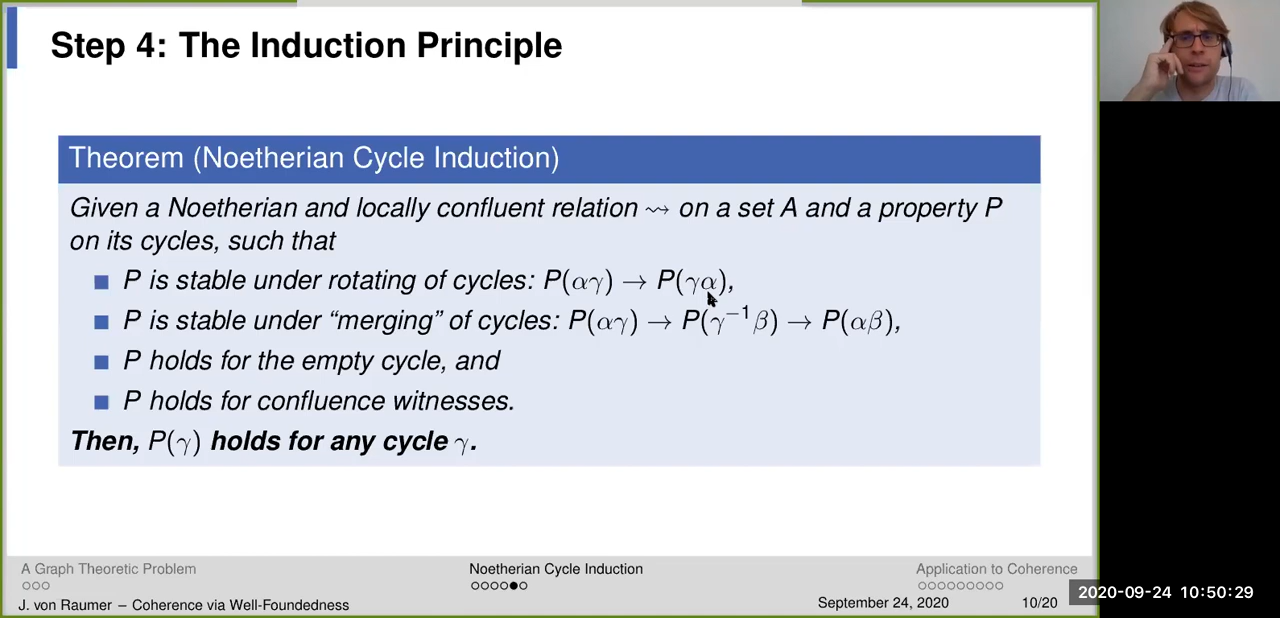 Step 4: The Induction Principle
Theorem (Noetherian Cycle Induction)
Given a Noetherian and locally confluent relation ⇝ on a set A and a property P
on its cycles, such that
P is stable under rotating of cycles: P(αγ) → P(γα),
P is stable under “merging” of cycles: P(αγ) → P(γ⁻¹β) → P(αβ),
P holds for the empty cycle, and
P holds for confluence witnesses.
Then, P(γ) holds for any cycle γ.
A Graph Theoretic Problem
Noetherian Cycle Induction
Application to Coherence
J. von Raumer – Coherence via Well-Foundedness
September 24, 2020
10/20
2020-09-24 10:50:29